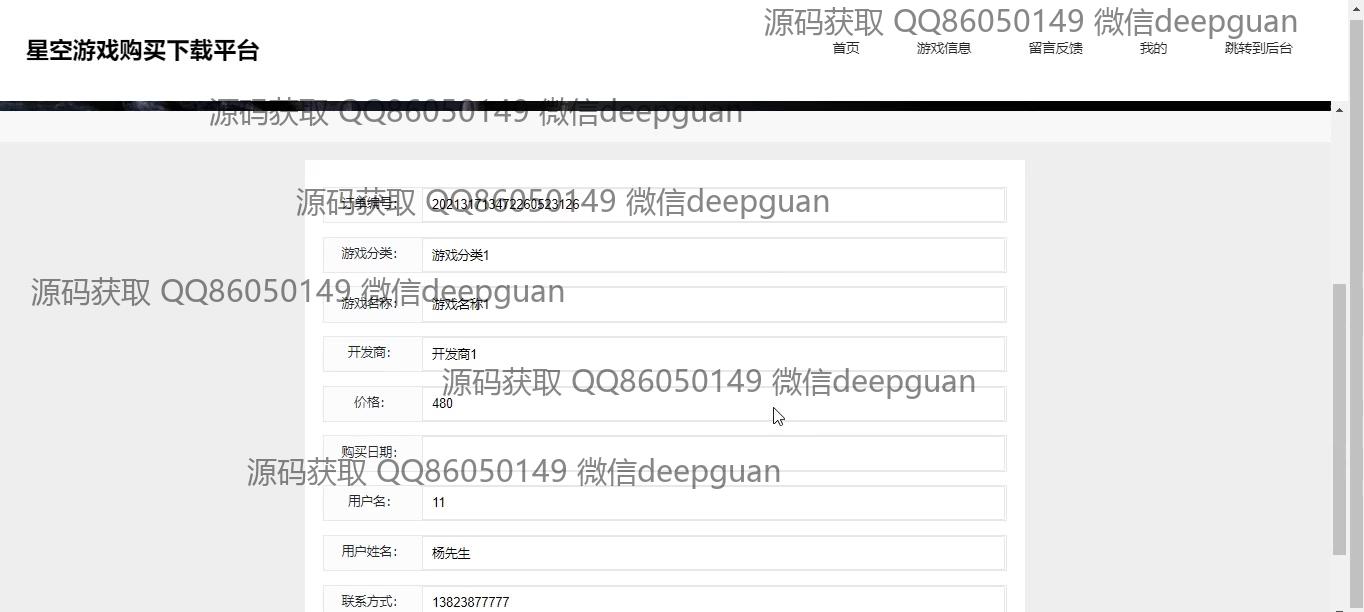 源码获取 QQ86050149 微信deepguan
星空游戏购买下载平台
首页 游戏信息 留言反馈 我的 跳转到后台
源码获取 QQ86050149 微信deepguan
源码获取 QQ86050149 微信deepguan
订单编号: 202131713472260523126
游戏分类: 游戏分类1
源码获取 QQ86050149 微信deepguan
游戏名称: 游戏名称1
开发商: 开发商1
源码获取 QQ86050149 微信deepguan
价格: 480
购买日期:
源码获取 QQ86050149 微信deepguan
用户名: 11
用户姓名: 杨先生
联系方式: 13823877777